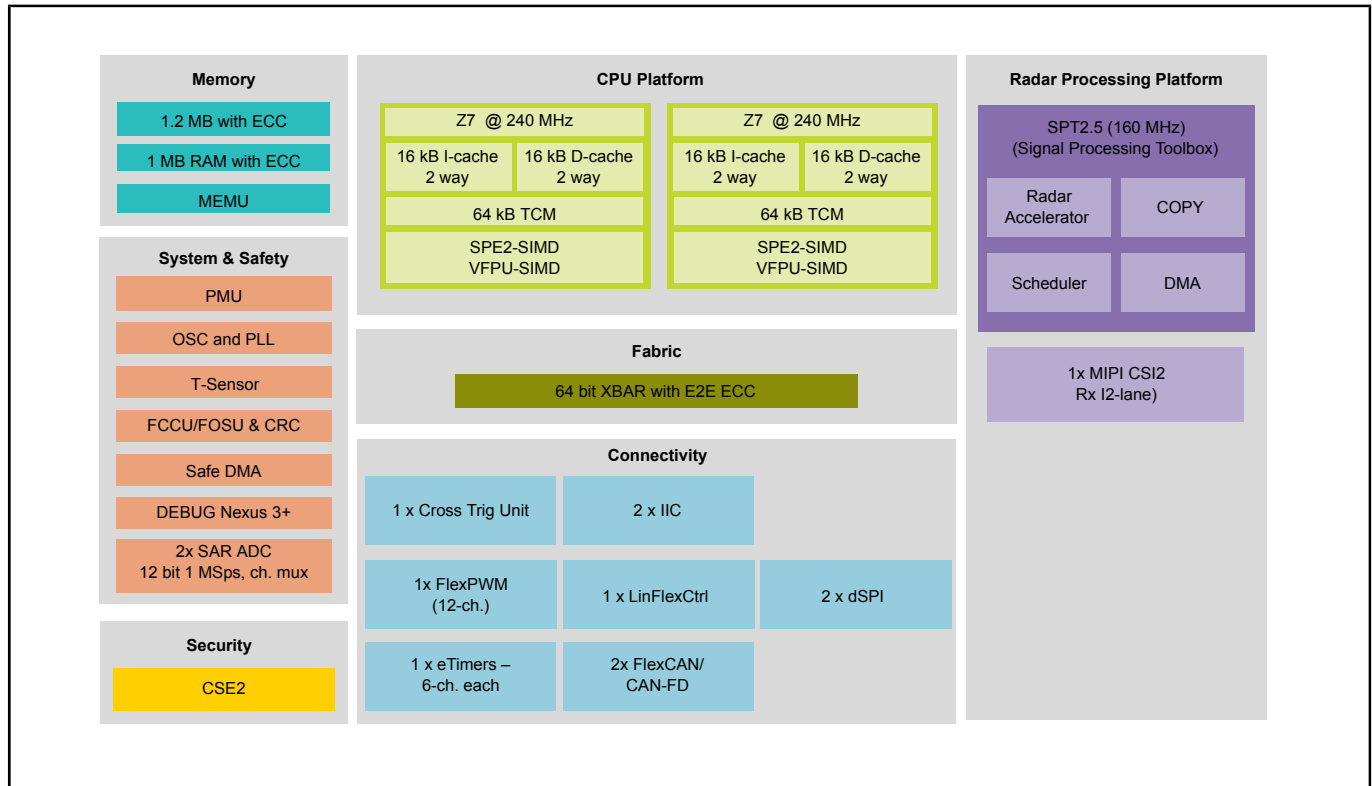 Memory
1.2 MB with ECC
1 MB RAM with ECC
MEMU
System & Safety
PMU
OSC and PLL
T-Sensor
FCCU/FOSU & CRC
Safe DMA
DEBUG Nexus 3+
2x SAR ADC
12 bit 1 MSps, ch. mux
Security
CSE2
CPU Platform
Z7 @ 240 MHz
16 kB I-cache
2 way
16 kB D-cache
2 way
64 kB TCM
SPE2-SIMD
VFPU-SIMD
Z7 @ 240 MHz
16 kB I-cache
2 way
16 kB D-cache
2 way
64 kB TCM
SPE2-SIMD
VFPU-SIMD
Fabric
64 bit XBAR with E2E ECC
Connectivity
1 x Cross Trig Unit
2 x IIC
1x FlexPWM
(12-ch.)
1 x LinFlexCtrl
2 x dSPI
1 x eTimers –
6-ch. each
2x FlexCAN/
CAN-FD
Radar Processing Platform
SPT2.5 (160 MHz)
(Signal Processing Toolbox)
Radar
Accelerator
COPY
Scheduler
DMA
1x MIPI CSI2
Rx I2-lane)